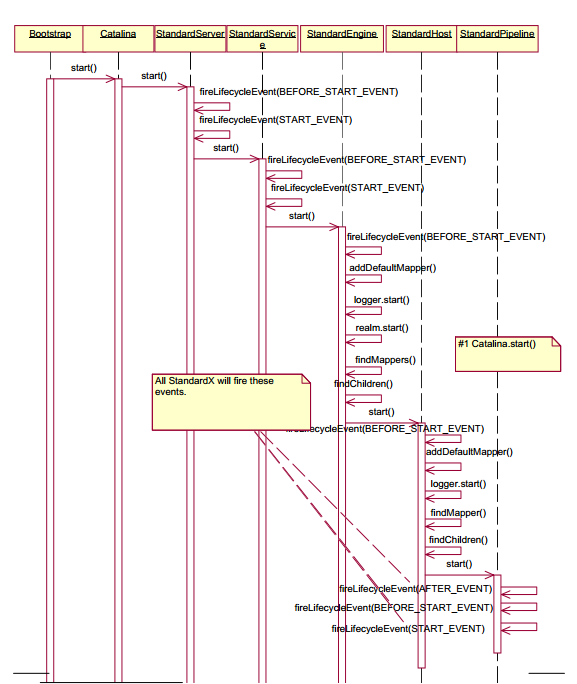 Bootstrap
Catalina
StandardServer
StandardServic
e
StandardEngine
StandardHost
StandardPipeline
start()
start()
fireLifecycleEvent(BEFORE_START_EVENT)
fireLifecycleEvent(START_EVENT)
start()
fireLifecycleEvent(BEFORE_START_EVENT)
fireLifecycleEvent(START_EVENT)
start()
fireLifecycleEvent(BEFORE_START_EVENT)
addDefaultMapper()
logger.start()
realm.start()
#1 Catalina.start()
findMappers()
All StandardX will fire these
events.
findChildren()
start()
fireLifecycleEvent(BEFORE_START_EVENT)
addDefaultMapper()
logger.start()
findMapper()
findChildren()
start()
fireLifecycleEvent(AFTER_EVENT)
fireLifecycleEvent(BEFORE_START_EVENT)
fireLifecycleEvent(START_EVENT)